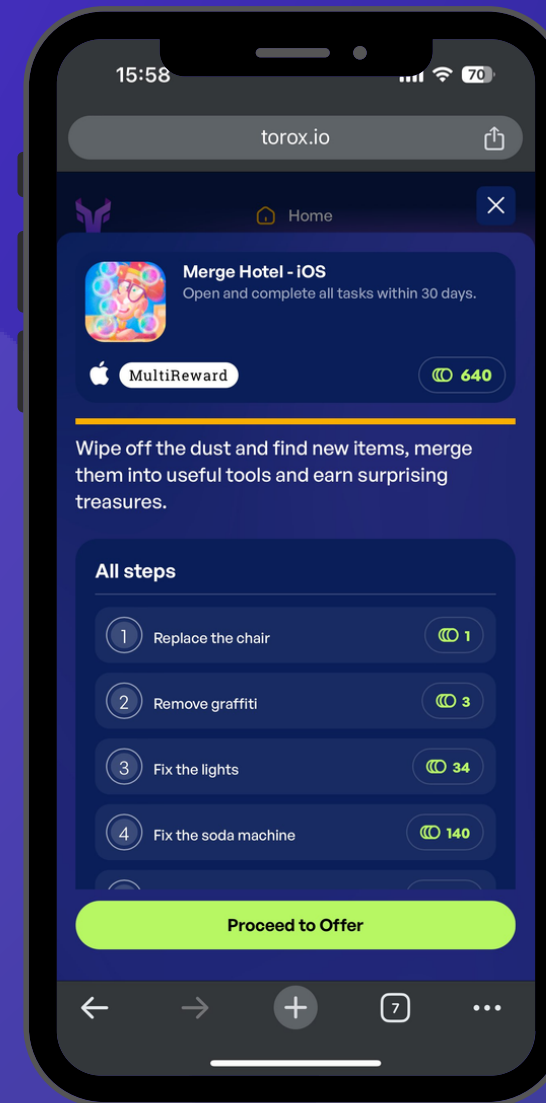 15:58
70
torox.io
Home
Merge Hotel - iOS
Open and complete all tasks within 30 days.
MultiReward
640
Wipe off the dust and find new items, merge
them into useful tools and earn surprising
treasures.
All steps
1 Replace the chair 1
2 Remove graffiti 3
3 Fix the lights 34
4 Fix the soda machine 140
Proceed to Offer
7